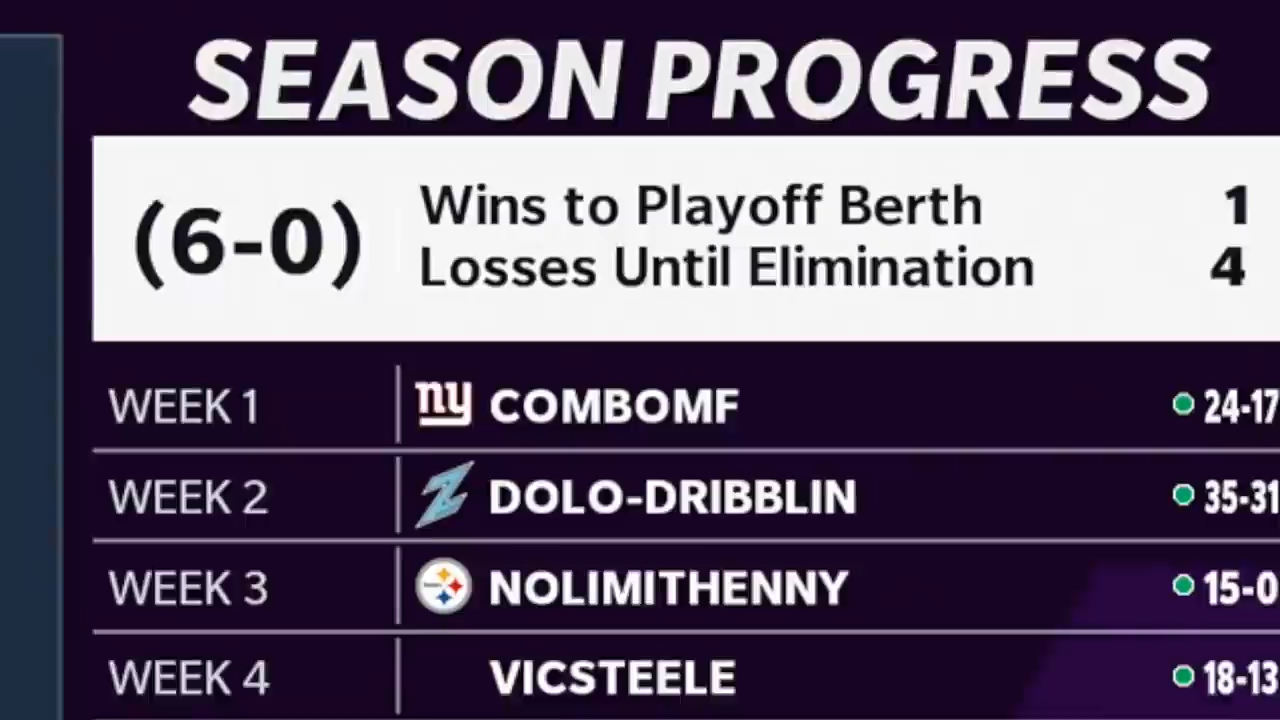 SEASON PROGRESS
(6-0)
Wins to Playoff Berth 1
Losses Until Elimination 4
WEEK 1 ny COMBOMF 24-17
WEEK 2 DOLO-DRIBBLIN 35-31
WEEK 3 NOLIMITHENNY 15-0
WEEK 4 VICSTEELE 18-13